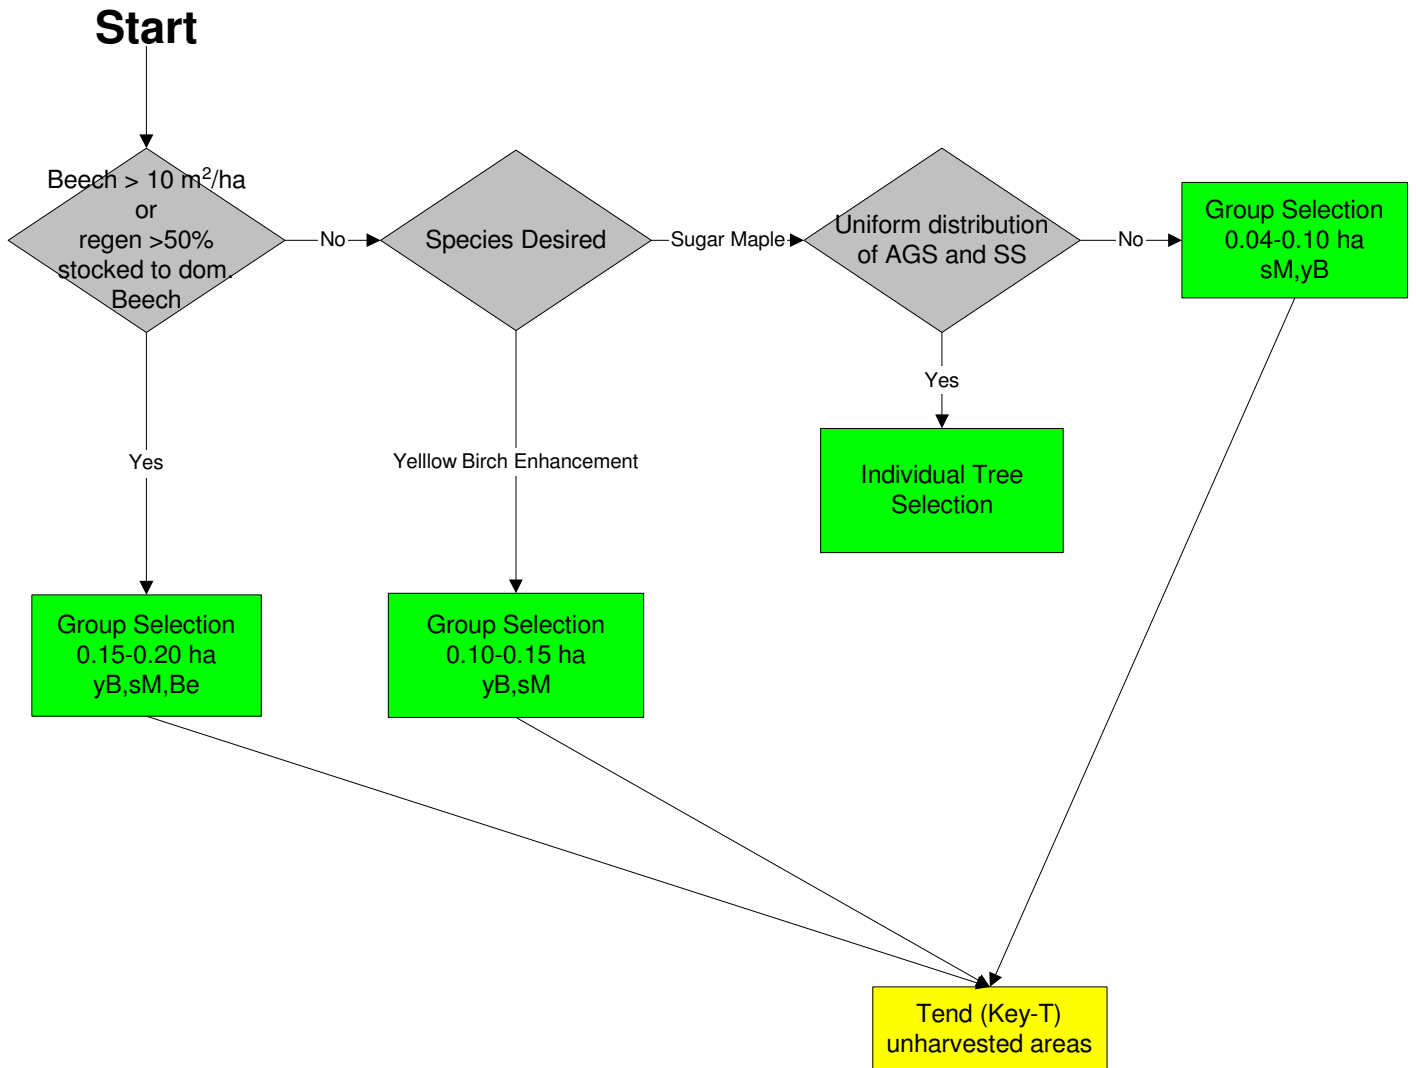 Start
Beech > 10 m²/ha
or
regen >50%
stocked to dom.
Beech
No
Species Desired
Sugar Maple
Uniform distribution
of AGS and SS
No
Group Selection
0.04-0.10 ha
sM,yB
Yes
Individual Tree
Selection
Yes
Yelllow Birch Enhancement
Group Selection
0.15-0.20 ha
yB,sM,Be
Group Selection
0.10-0.15 ha
yB,sM
Tend (Key-T)
unharvested areas